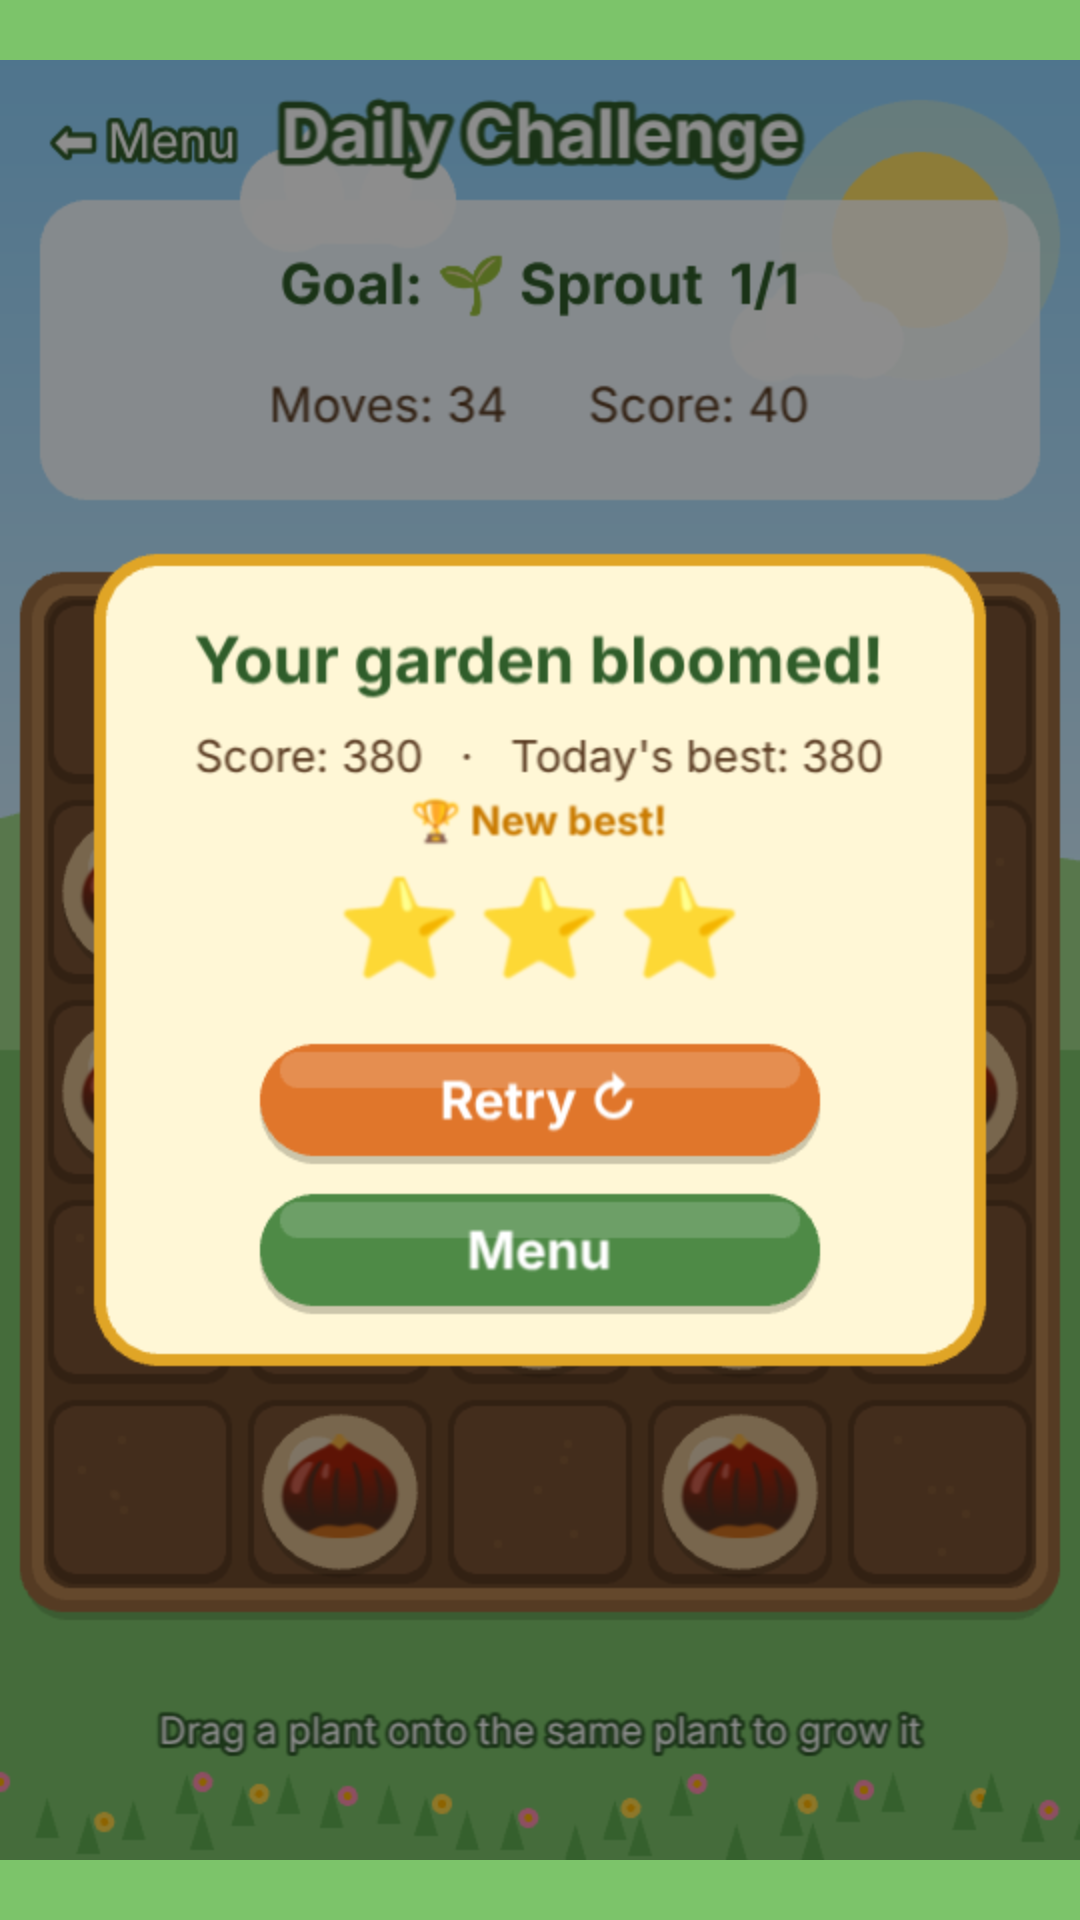 ⬅ Menu
Daily Challenge
Goal: 🌱 Sprout 1/1
Moves: 34 Score: 40
Your garden bloomed!
Score: 380 · Today's best: 380
🏆 New best!
Retry ↻
Menu
Drag a plant onto the same plant to grow it